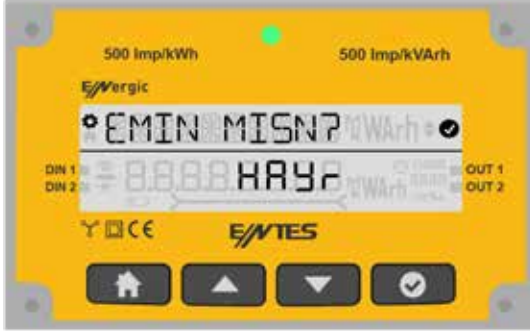 500 Imp/kWh 500 Imp/kVArh
ENergic
EMIN MISN?
HAYr
DIN 1 OUT 1
DIN 2 OUT 2
CE
ENTES